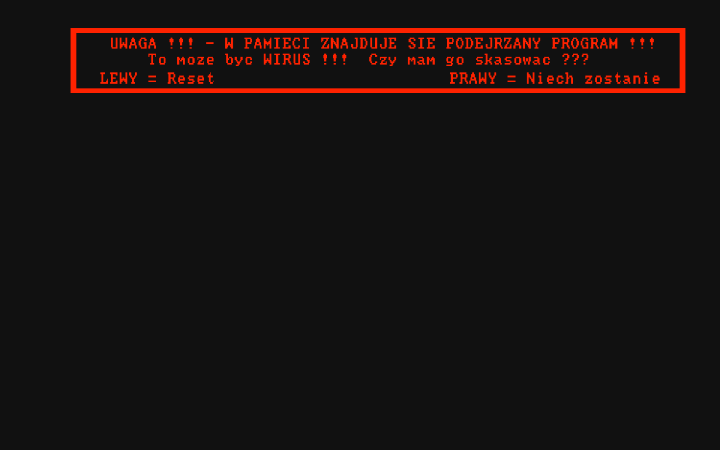 UWAGA !!! - W PAMIECI ZNAJDUJE SIE PODEJRZANY PROGRAM !!!
To moze byc WIRUS !!! Czy mam go skasowac ???
LEWY = Reset PRAWY = Niech zostanie